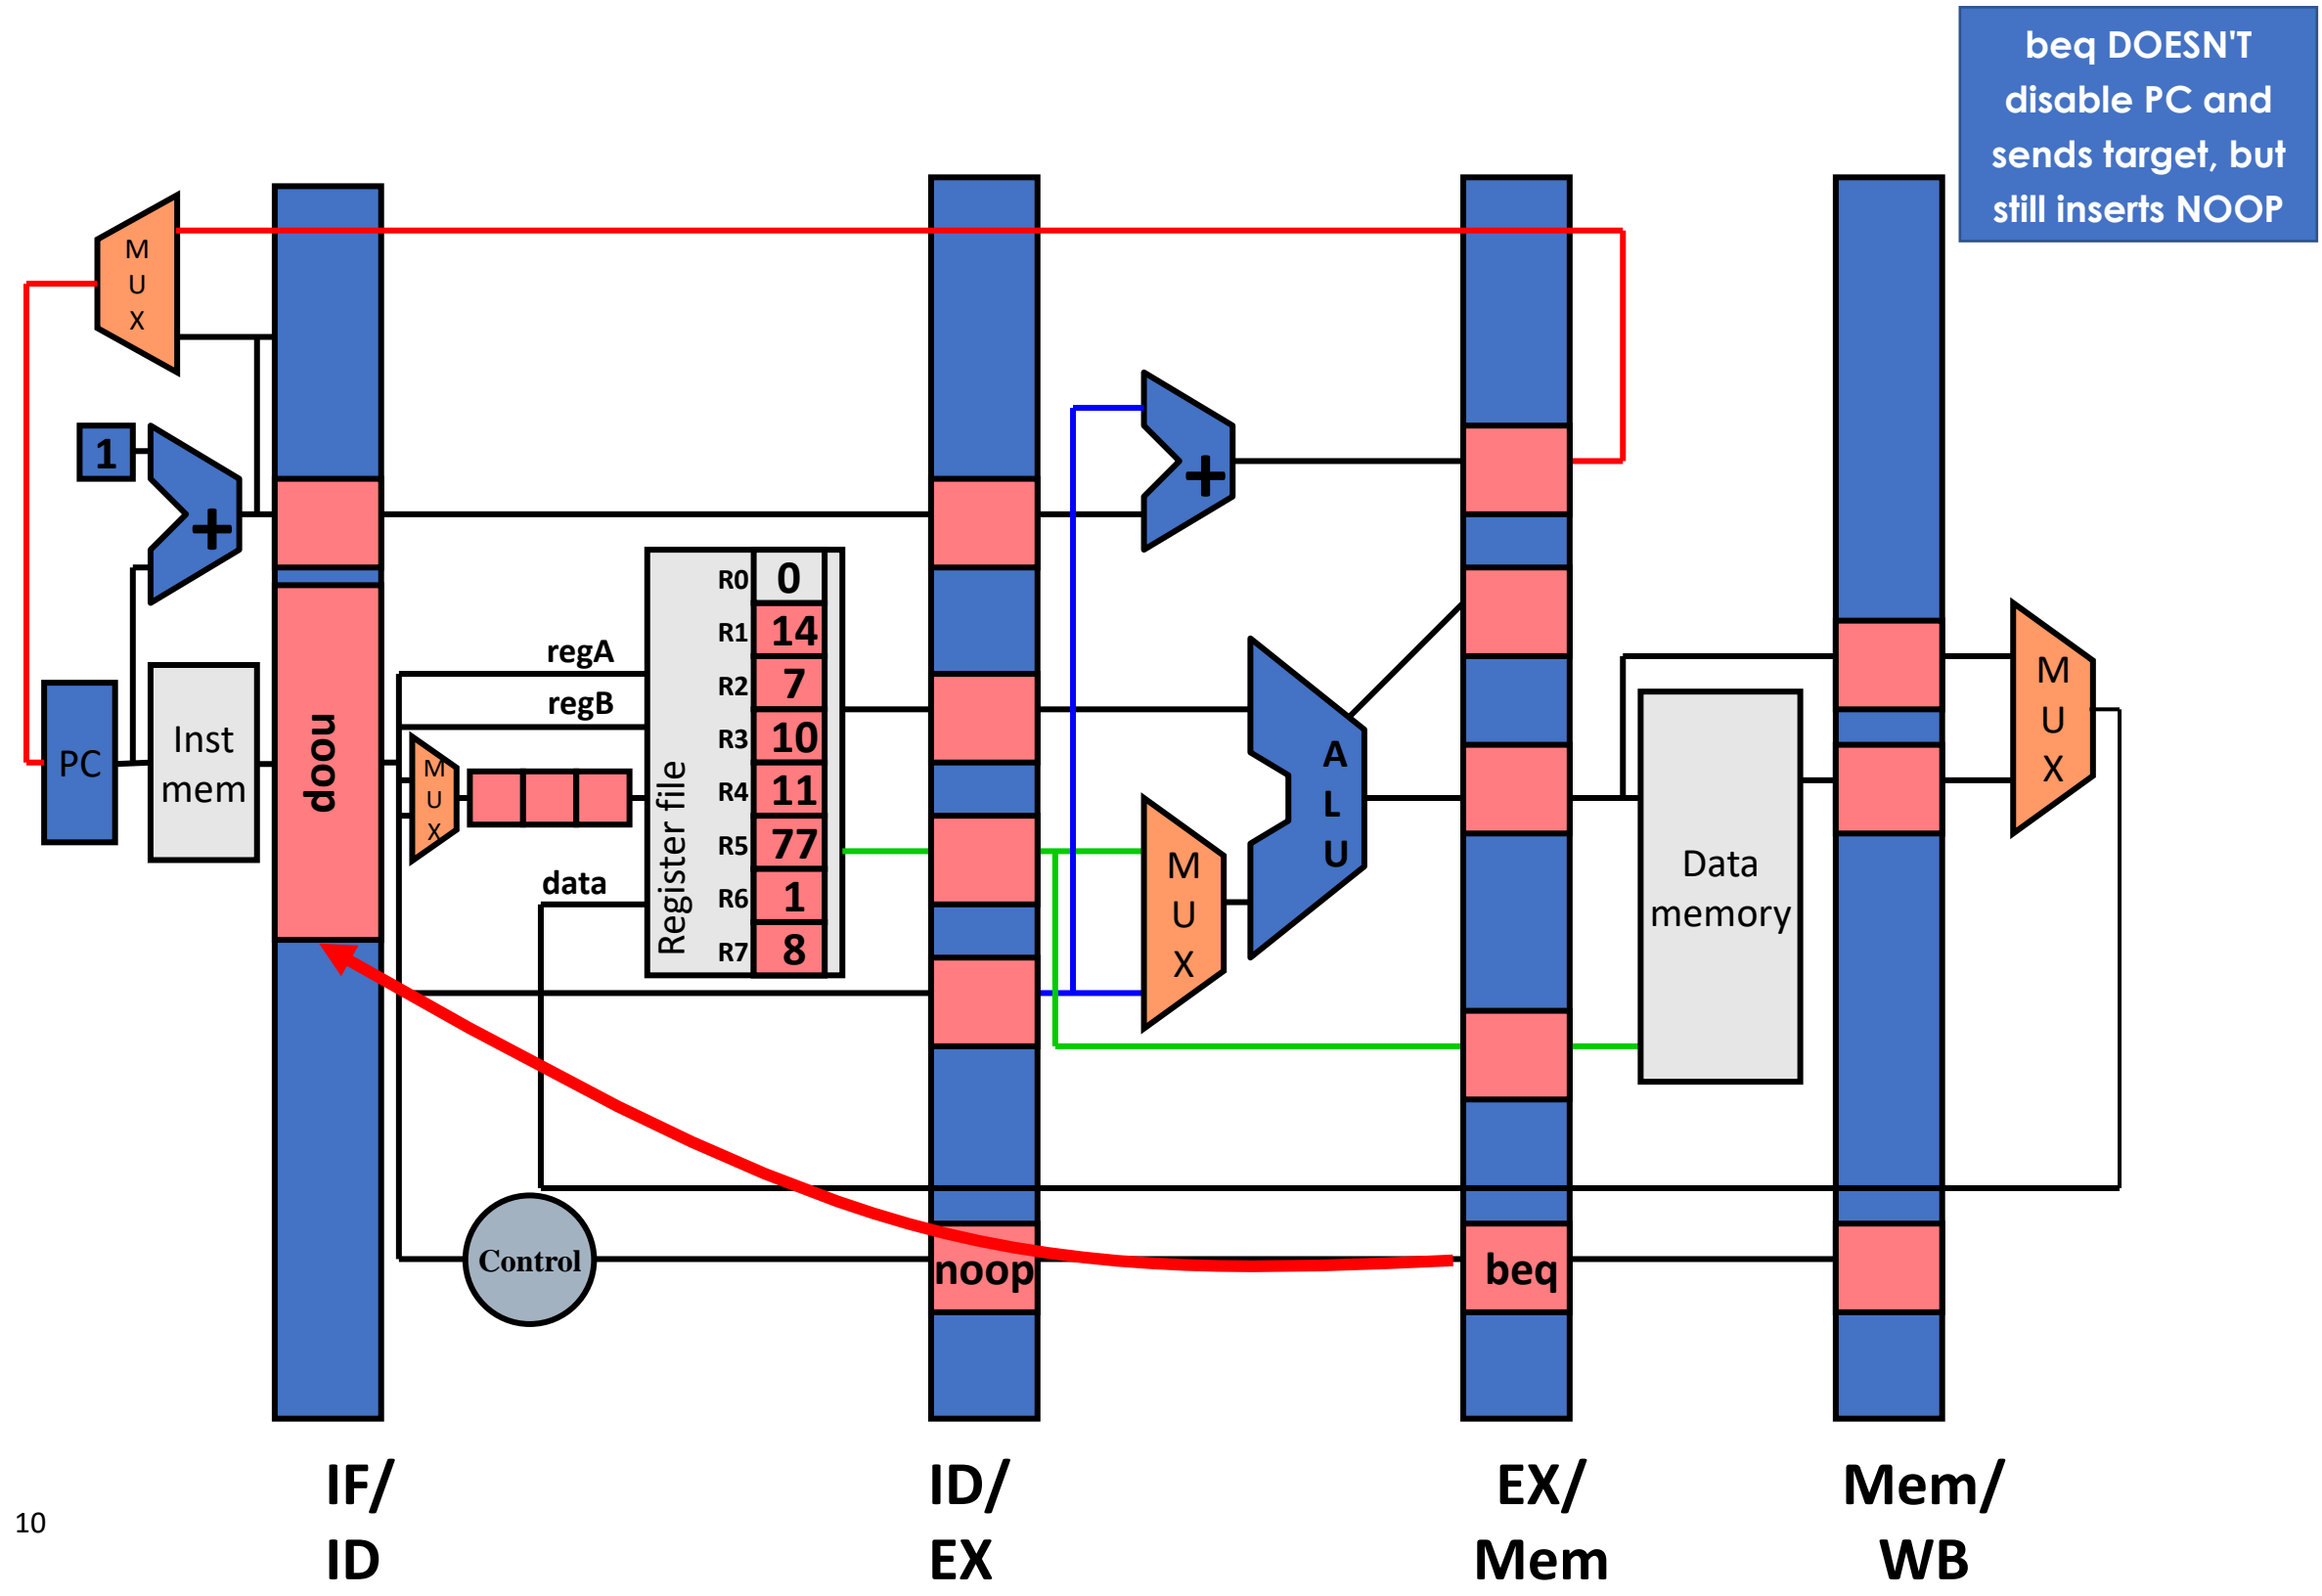 beq DOESN'T
disable PC and
sends target, but
still inserts NOOP
M
U
X
1
+
+
PC
Inst
mem
noop
regA
regB
M
U
X
data
Register file
R0 0
R1 14
R2 7
R3 10
R4 11
R5 77
R6 1
R7 8
M
U
X
A
L
U
Data
memory
M
U
X
Control
noop
beq
IF/
ID
ID/
EX
EX/
Mem
Mem/
WB
10